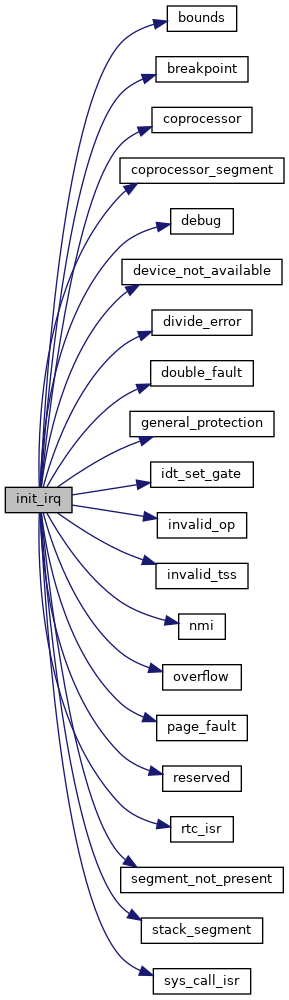 bounds
breakpoint
coprocessor
coprocessor_segment
debug
device_not_available
divide_error
double_fault
general_protection
idt_set_gate
init_irq
invalid_op
invalid_tss
nmi
overflow
page_fault
reserved
rtc_isr
segment_not_present
stack_segment
sys_call_isr